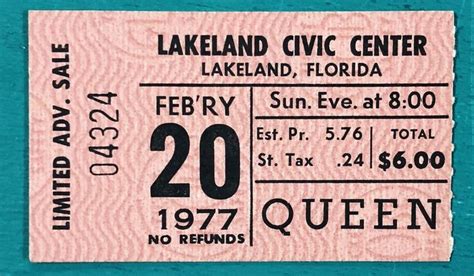 LIMITED ADV. SALE
04324
LAKELAND CIVIC CENTER
LAKELAND, FLORIDA
FEB'RY
20
1977
NO REFUNDS
SUN. EVE. AT 8:00
Est. Pr. 5.76
St. Tax .24
TOTAL
$6.00
QUEEN